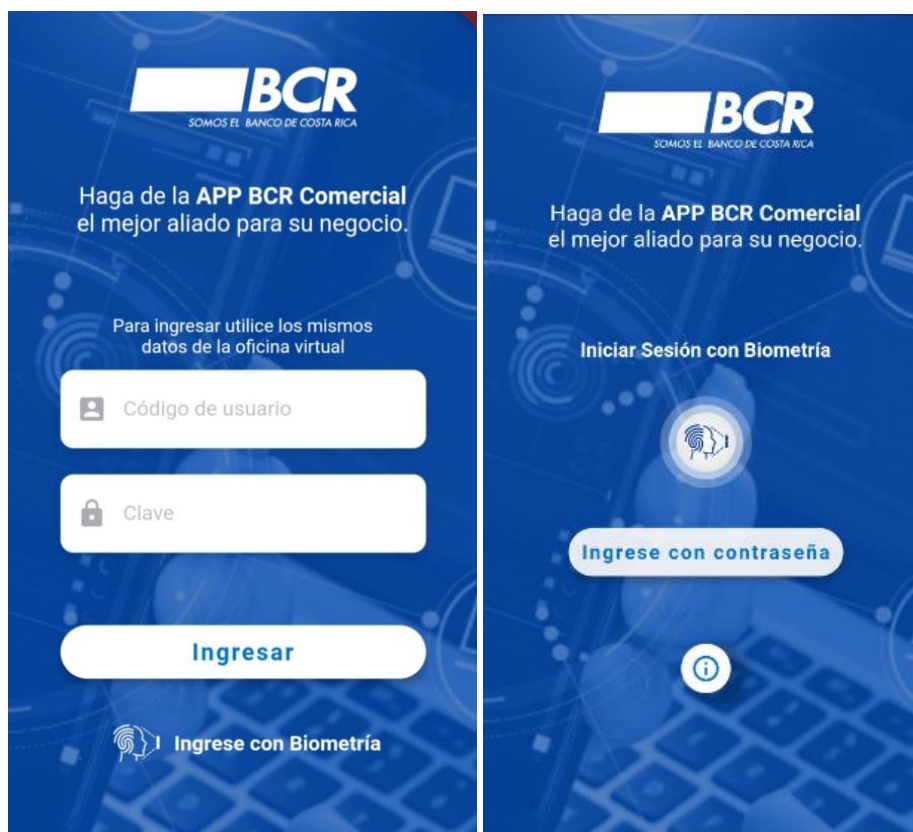 BCR
SOMOS EL BANCO DE COSTA RICA
Haga de la APP BCR Comercial
el mejor aliado para su negocio.
Para ingresar utilice los mismos
datos de la oficina virtual
Código de usuario
Clave
Ingresar
Ingrese con Biometría
BCR
SOMOS EL BANCO DE COSTA RICA
Haga de la APP BCR Comercial
el mejor aliado para su negocio.
Iniciar Sesión con Biometría
Ingrese con contraseña